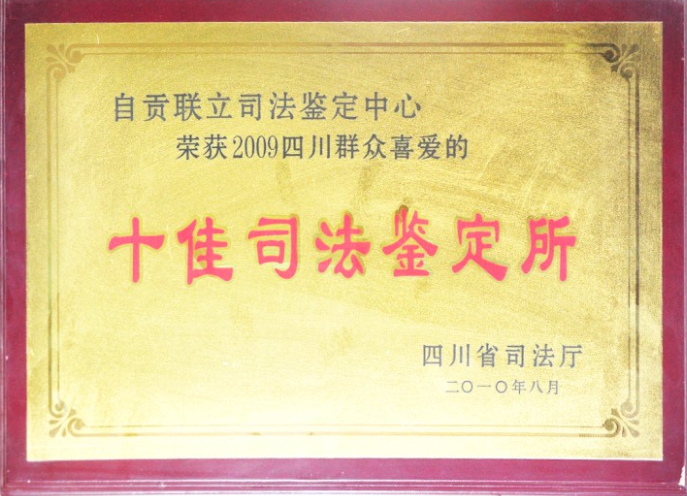 自贡联立司法鉴定中心
荣获2009四川群众喜爱的
十佳司法鉴定所
四川省司法厅
二〇一〇年八月